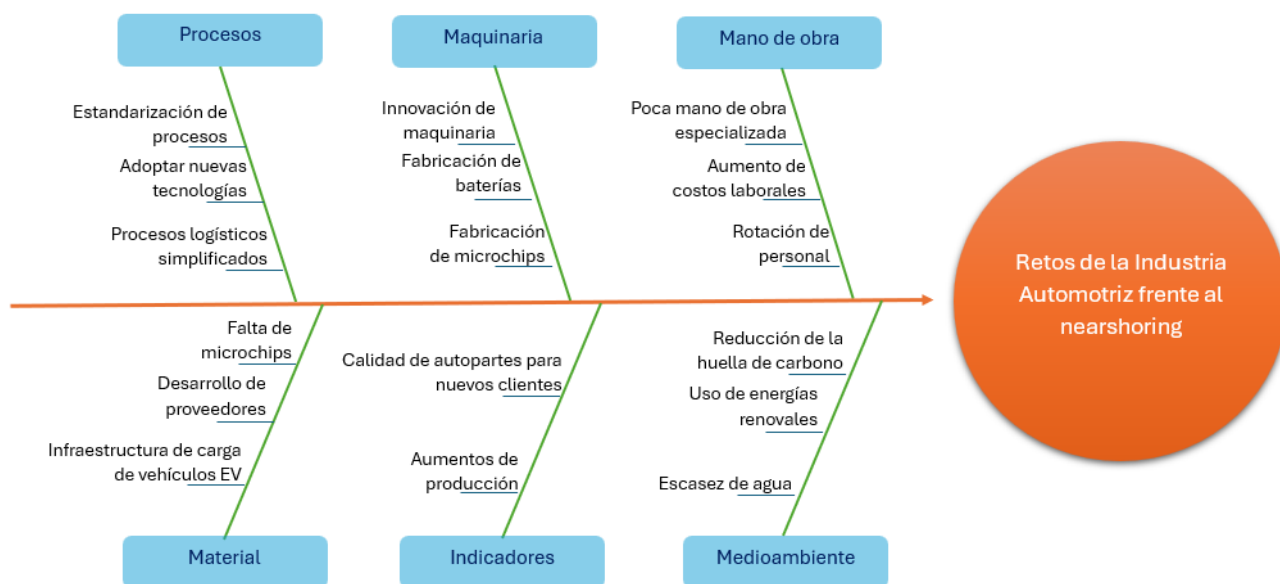 Procesos
Maquinaria
Mano de obra
Estandarización de
procesos
Adoptar nuevas
tecnologías
Procesos logísticos
simplificados
Innovación de
maquinaria
Fabricación de
baterías
Fabricación
de microchips
Poca mano de obra
especializada
Aumento de
costos laborales
Rotación de
personal
Retos de la Industria
Automotriz frente al
nearshoring
Falta de
microchips
Desarrollo de
proveedores
Infraestructura de carga
de vehículos EV
Calidad de autopartes para
nuevos clientes
Aumentos de
producción
Reducción de la
huella de carbono
Uso de energías
renovales
Escasez de agua
Material
Indicadores
Medioambiente